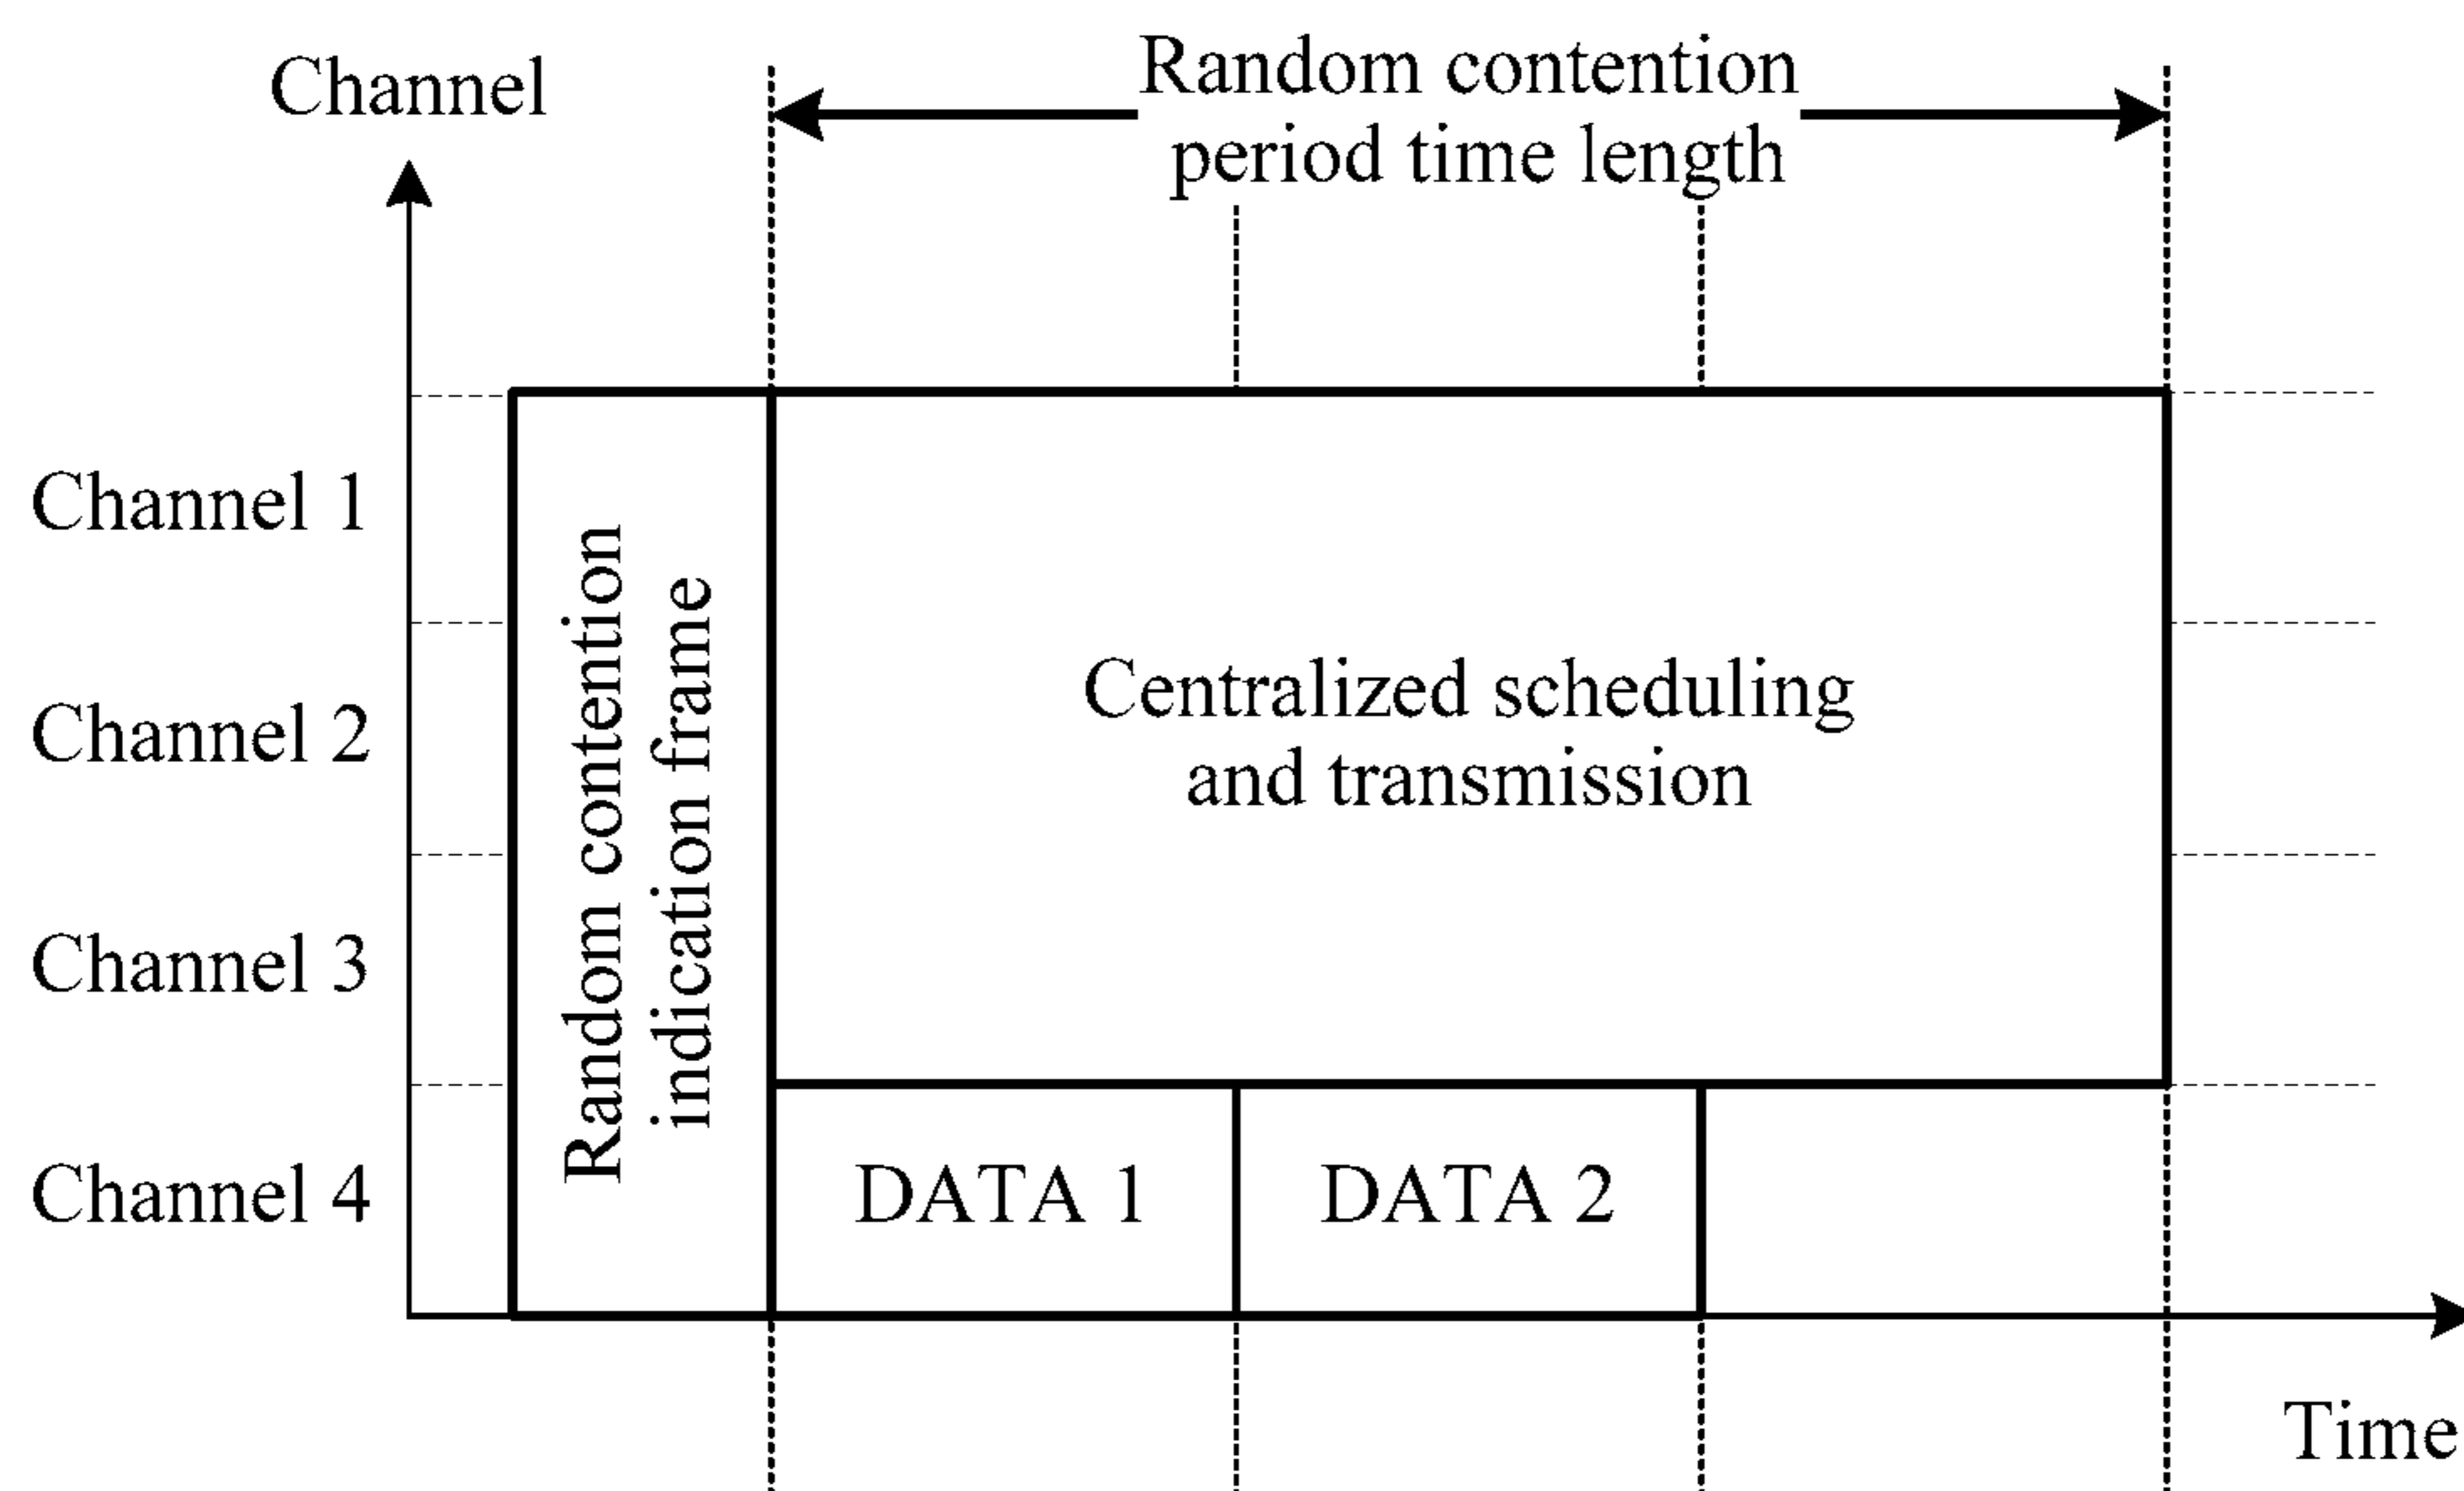 Channel
Random contention
period time length
Channel 1
Channel 2
Channel 3
Channel 4
Random contention
indication frame
Centralized scheduling
and transmission
DATA 1
DATA 2
Time